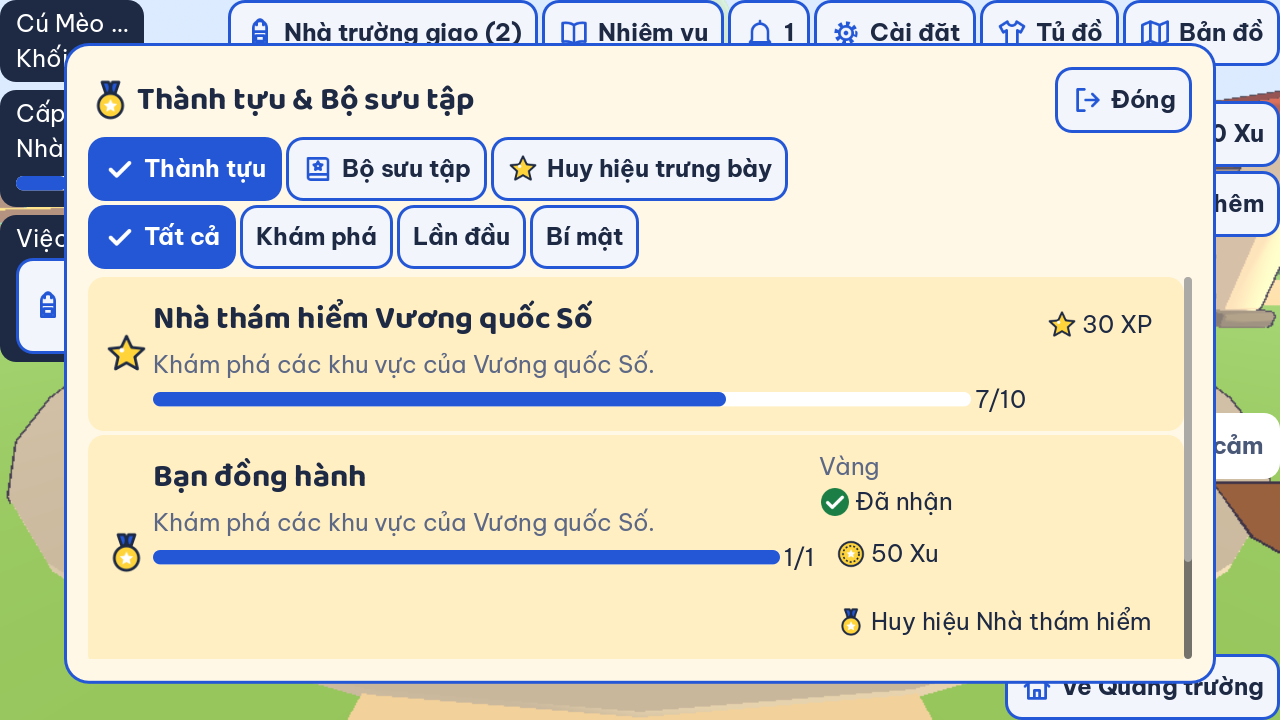 Cú Mèo ...
Khối
Nhà trường giao (2)
Nhiệm vụ
1
Cài đặt
Tủ đồ
Bản đồ
Cấp
Nhà
Việc
Thành tựu & Bộ sưu tập
Đóng
Thành tựu
Bộ sưu tập
Huy hiệu trưng bày
Tất cả
Khám phá
Lần đầu
Bí mật
Nhà thám hiểm Vương quốc Số
30 XP
Khám phá các khu vực của Vương quốc Số.
7/10
Bạn đồng hành
Vàng
Khám phá các khu vực của Vương quốc Số.
Đã nhận
1/1
50 Xu
Huy hiệu Nhà thám hiểm
0 Xu
hêm
cảm
Về Quảng trường